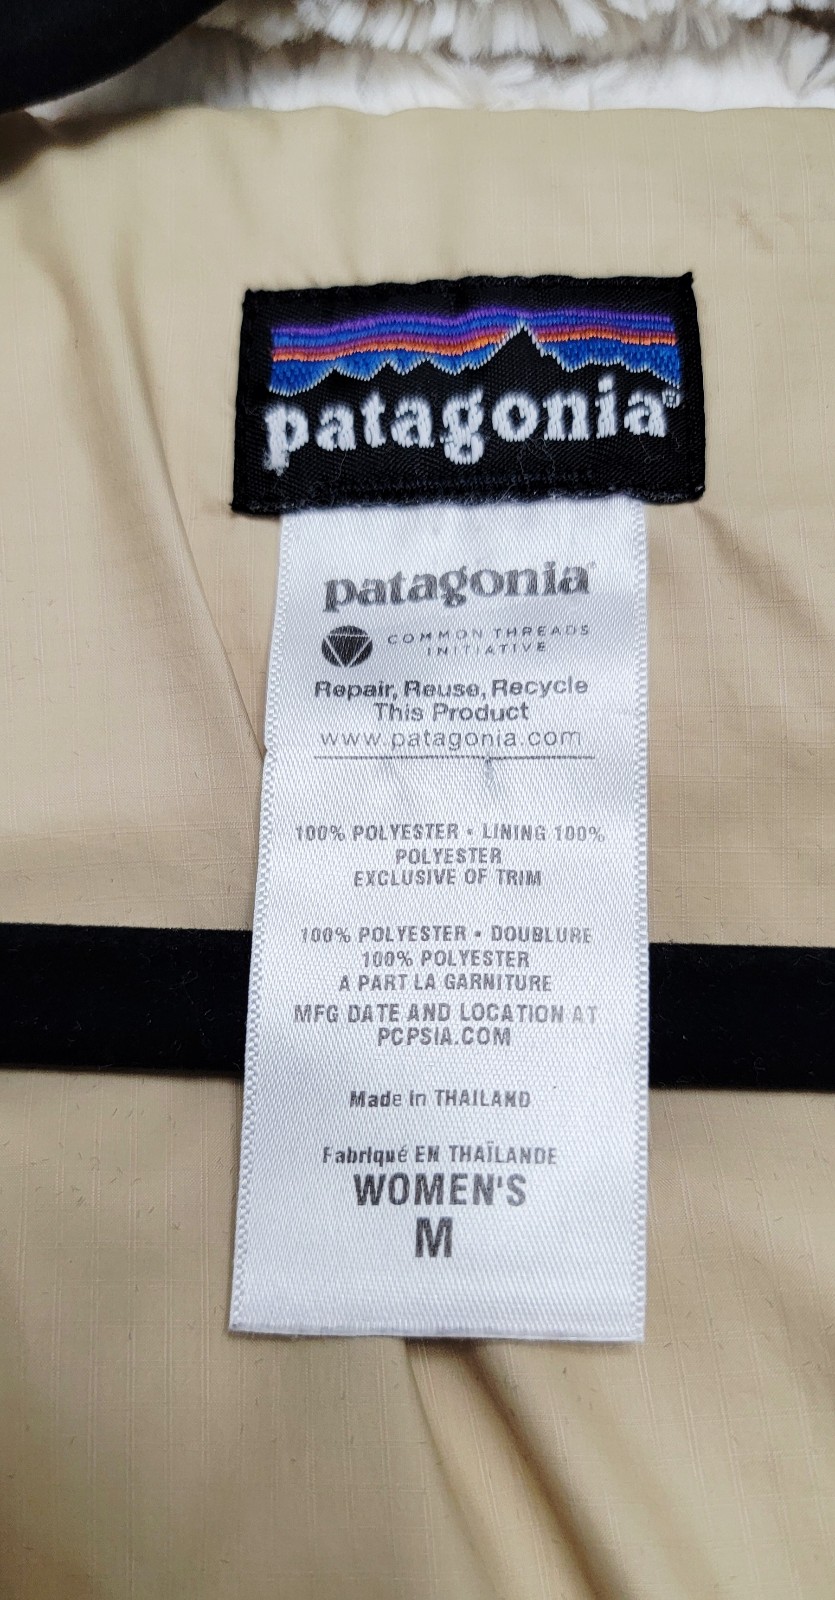 patagonia®
patagonia®
COMMON THREADS
INITIATIVE
Repair, Reuse, Recycle
This Product
www.patagonia.com
100% POLYESTER • LINING 100%
POLYESTER
EXCLUSIVE OF TRIM
100% POLYESTER • DOUBLURE
100% POLYESTER
A PART LA GARNITURE
MFG DATE AND LOCATION AT
PCPSIA.COM
Made in THAILAND
Fabriqué EN THAÏLANDE
WOMEN'S
M